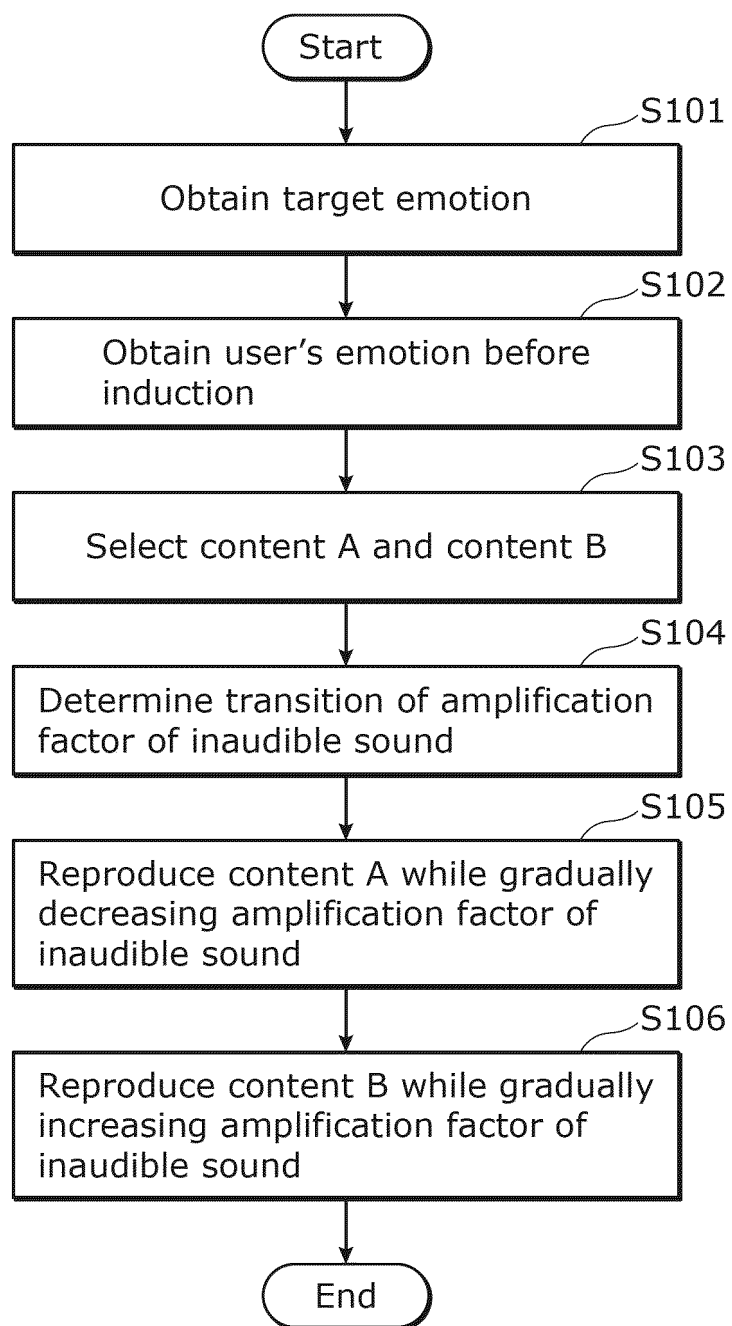 Start
S101
Obtain target emotion
S102
Obtain user’s emotion before
induction
S103
Select content A and content B
S104
Determine transition of amplification
factor of inaudible sound
S105
Reproduce content A while gradually
decreasing amplification factor of
inaudible sound
S106
Reproduce content B while gradually
increasing amplification factor of
inaudible sound
End